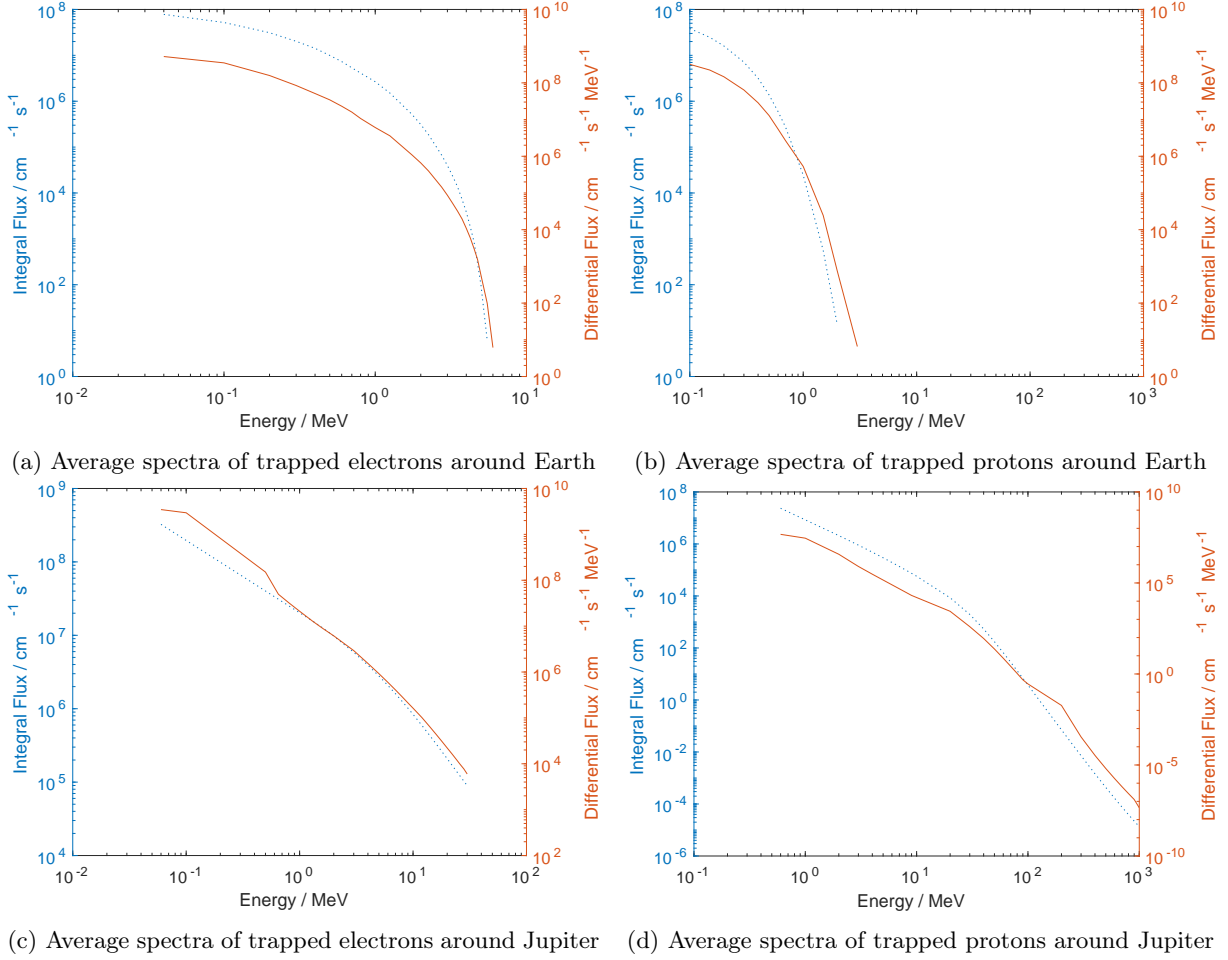 10^8
10^6
10^4
10^2
10^0
Integral Flux / cm ^-1 s^-1
10^10
10^8
10^6
10^4
10^2
10^0
Differential Flux / cm ^-1 s^-1 MeV^-1
10^-2 10^-1 10^0 10^1
Energy / MeV
(a) Average spectra of trapped electrons around Earth
10^8
10^6
10^4
10^2
10^0
Integral Flux / cm ^-1 s^-1
10^10
10^8
10^6
10^4
10^2
10^0
Differential Flux / cm ^-1 s^-1 MeV^-1
10^-1 10^0 10^1 10^2 10^3
Energy / MeV
(b) Average spectra of trapped protons around Earth
10^9
10^8
10^7
10^6
10^5
10^4
Integral Flux / cm ^-1 s^-1
10^10
10^8
10^6
10^4
10^2
Differential Flux / cm ^-1 s^-1 MeV^-1
10^-2 10^-1 10^0 10^1 10^2
Energy / MeV
(c) Average spectra of trapped electrons around Jupiter
10^8
10^6
10^4
10^2
10^0
10^-2
10^-4
10^-6
Integral Flux / cm ^-1 s^-1
10^10
10^5
10^0
10^-5
10^-10
Differential Flux / cm ^-1 s^-1 MeV^-1
10^-1 10^0 10^1 10^2 10^3
Energy / MeV
(d) Average spectra of trapped protons around Jupiter